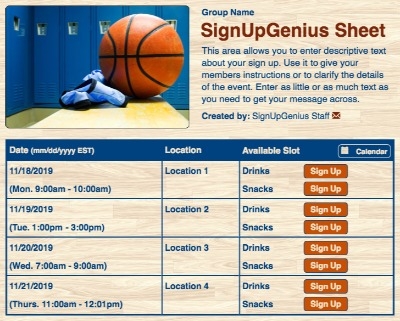 Group Name
SignUpGenius Sheet
This area allows you to enter descriptive text
about your sign up. Use it to give your
members instructions or to clarify the details
of the event. Enter as little or as much text as
you need to get your message across.
Created by: SignUpGenius Staff
Date (mm/dd/yyyy EST) Location Available Slot Calendar
11/18/2019 Location 1 Drinks Sign Up
(Mon. 9:00am - 10:00am) Snacks Sign Up
11/19/2019 Location 2 Drinks Sign Up
(Tue. 1:00pm - 3:00pm) Snacks Sign Up
11/20/2019 Location 3 Drinks Sign Up
(Wed. 7:00am - 9:00am) Snacks Sign Up
11/21/2019 Location 4 Drinks Sign Up
(Thurs. 11:00am - 12:01pm) Snacks Sign Up